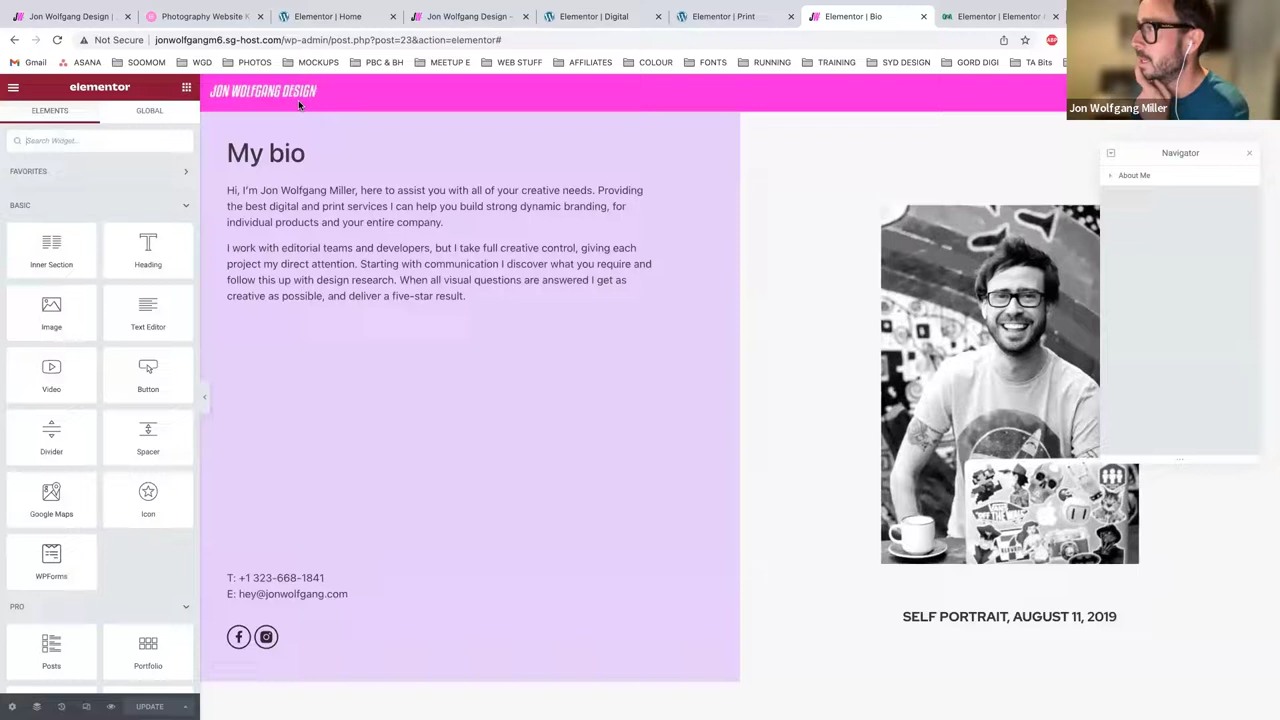 Jon Wolfgang Design |
Photography Website K
Elementor | Home
Jon Wolfgang Design –
Elementor | Digital
Elementor | Print
Elementor | Bio
Elementor | Elementor a
Not Secure
jonwolfgangm6.sg-host.com/wp-admin/post.php?post=23&action=elementor#
ABP
Gmail
ASANA
SOOMOM
WGD
PHOTOS
MOCKUPS
PBC & BH
MEETUP E
WEB STUFF
AFFILIATES
COLOUR
FONTS
RUNNING
TRAINING
SYD DESIGN
GORD DIGI
TA Bits
Jon Wolfgang Miller
elementor
JON WOLFGANG DESIGN
ELEMENTS
GLOBAL
Search Widget...
FAVORITES
BASIC
Inner Section
Heading
Image
Text Editor
Video
Button
Divider
Spacer
Google Maps
Icon
WPForms
PRO
Posts
Portfolio
UPDATE
My bio
Hi, I'm Jon Wolfgang Miller, here to assist you with all of your creative needs. Providing
the best digital and print services I can help you build strong dynamic branding, for
individual products and your entire company.
I work with editorial teams and developers, but I take full creative control, giving each
project my direct attention. Starting with communication I discover what you require and
follow this up with design research. When all visual questions are answered I get as
creative as possible, and deliver a five-star result.
T: +1 323-668-1841
E: hey@jonwolfgang.com
SELF PORTRAIT, AUGUST 11, 2019
Navigator
About Me